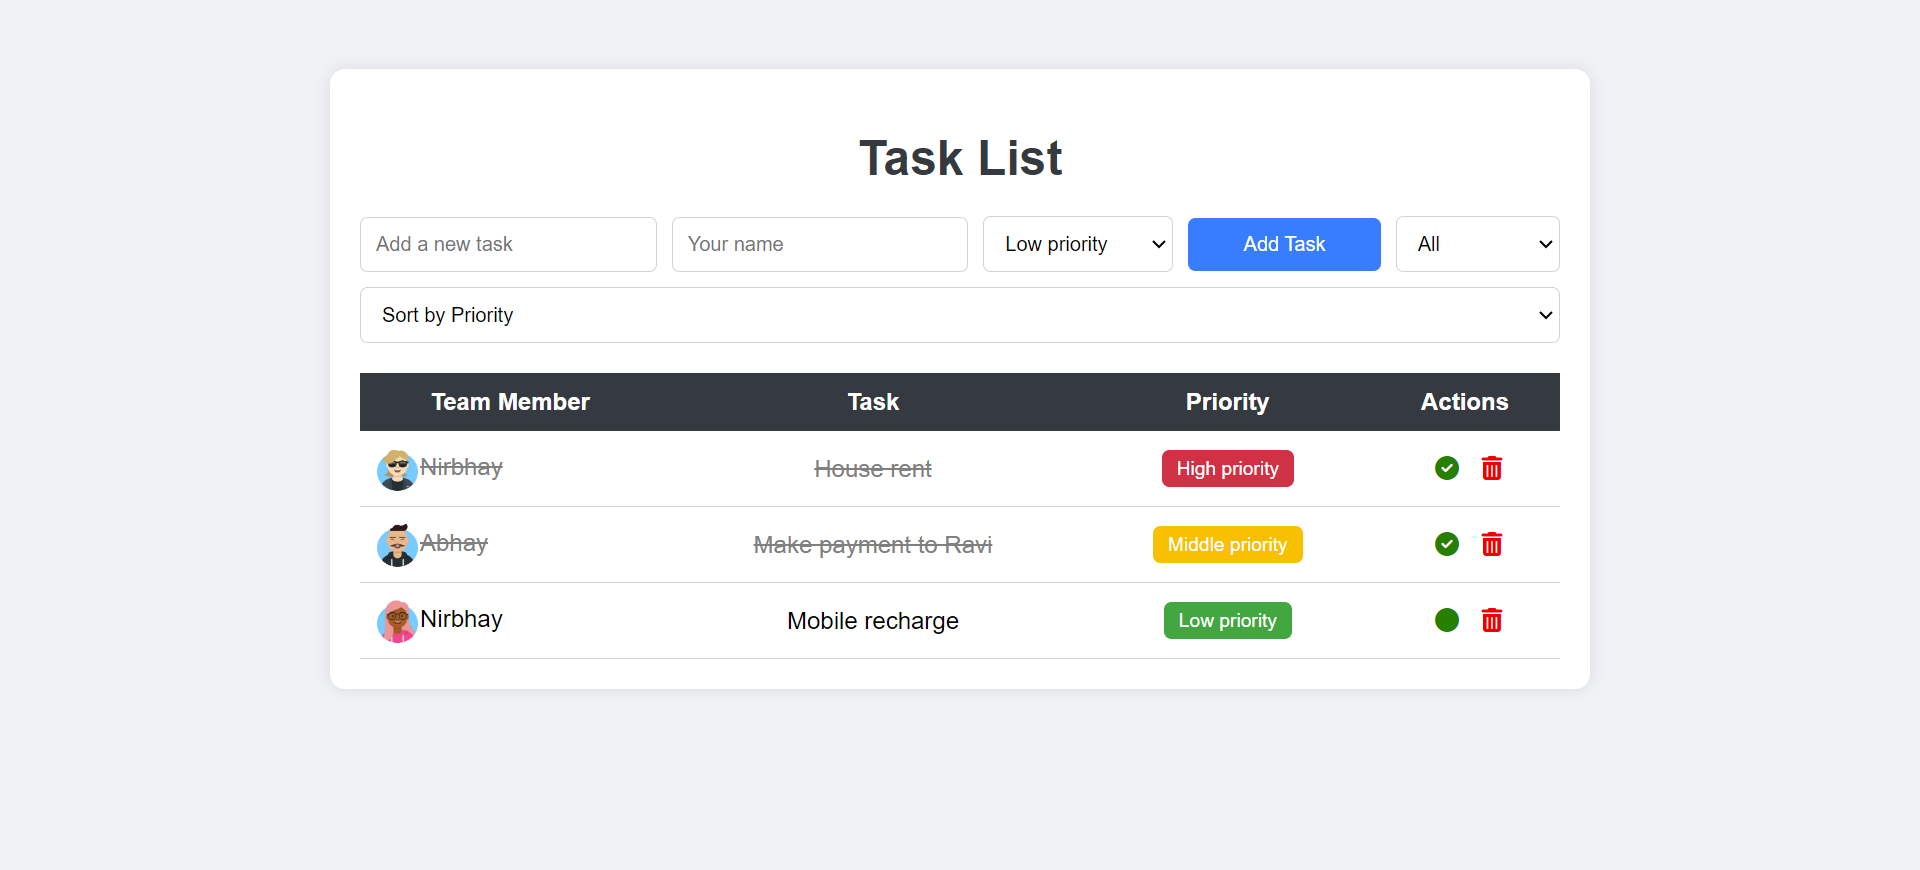 Task List
Add a new task Your name Low priority Add Task All
Sort by Priority
Team Member Task Priority Actions
Nirbhay House rent High priority
Abhay Make payment to Ravi Middle priority
Nirbhay Mobile recharge Low priority